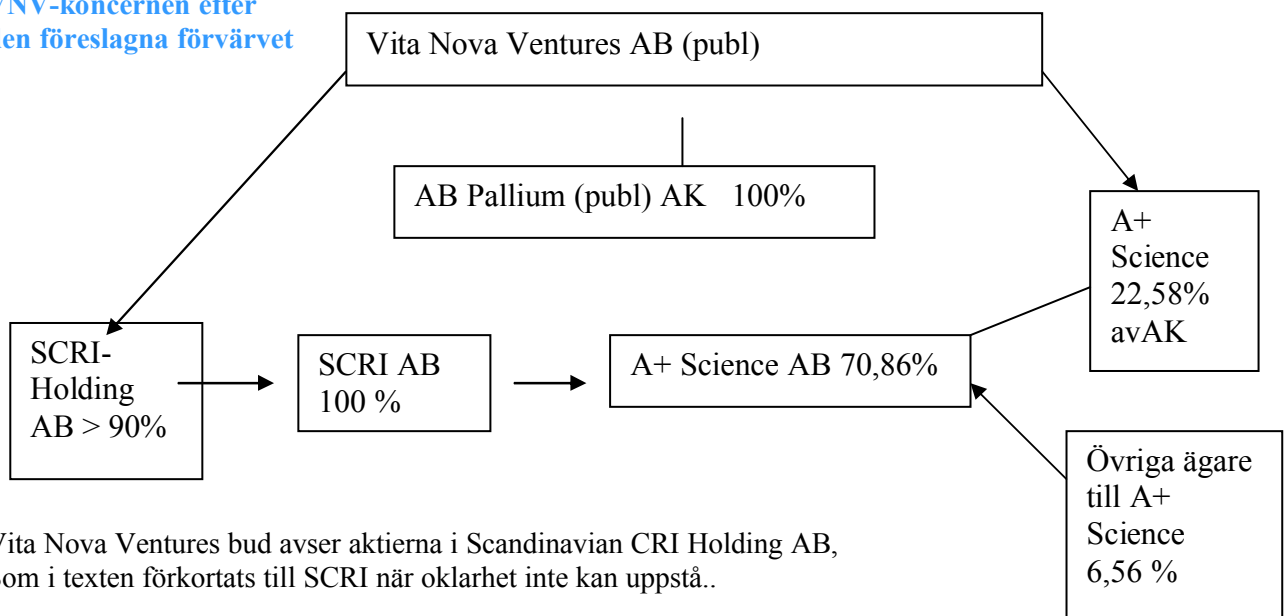 VNV-koncernen efter
den föreslagna förvärvet
Vita Nova Ventures AB (publ)
AB Pallium (publ) AK 100%
A+
Science
22,58%
avAK
SCRI-
Holding
AB > 90%
SCRI AB
100 %
A+ Science AB 70,86%
Övriga ägare
till A+
Science
6,56 %
Vita Nova Ventures bud avser aktierna i Scandinavian CRI Holding AB,
Som i texten förkortats till SCRI när oklarhet inte kan uppstå..